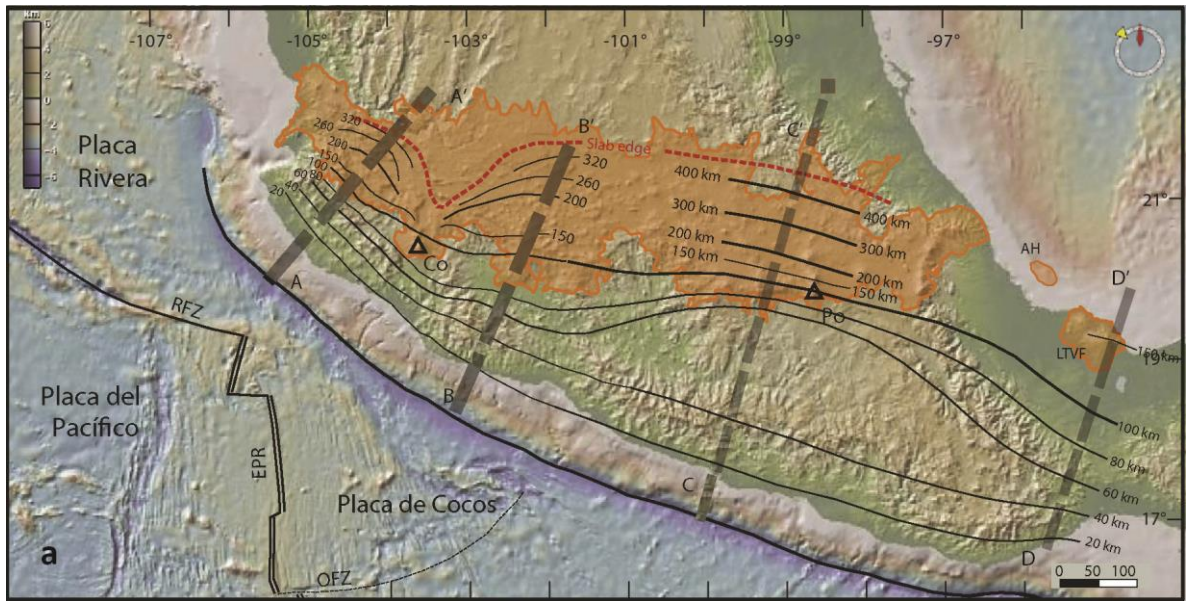 Km
6
4
2
0
-2
-4
-6
-107°
-105°
-103°
-101°
-99°
-97°
A'
B'
C'
D'
Placa
Rivera
320
260
200
150
100
80
60
40
20
Slab edge
320
260
200
150
400 km
300 km
200 km
150 km
400 km
300 km
200 km
150 km
21°
Co
Po
AH
LTVF
150 km
19°
A
RFZ
B
Placa del
Pacífico
EPR
Placa de Cocos
C
100 km
80 km
60 km
40 km
20 km
17°
D
OFZ
a
0 50 100